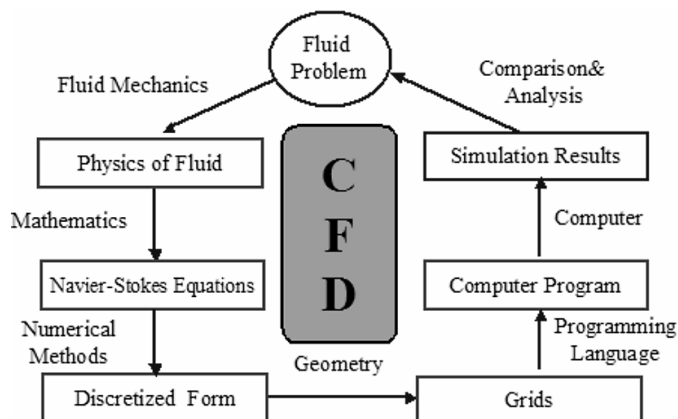 Fluid
Problem
Fluid Mechanics
Comparison&
Analysis
Physics of Fluid
C
F
D
Simulation Results
Mathematics
Computer
Navier-Stokes Equations
Computer Program
Numerical
Methods
Programming
Language
Geometry
Discretized Form
Grids